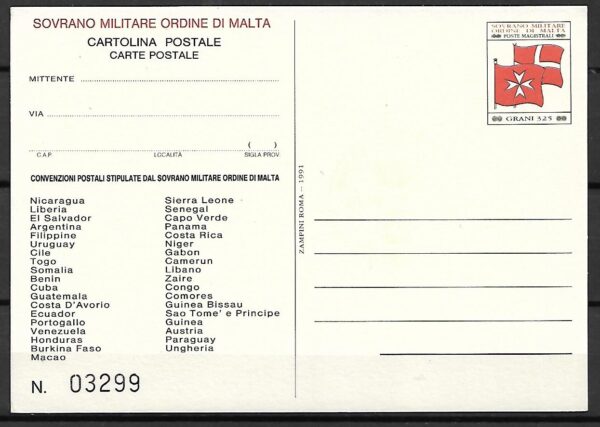 SOVRANO MILITARE ORDINE DI MALTA
CARTOLINA POSTALE
CARTE POSTALE
MITTENTE
VIA
( )
C.A.P. LOCALITÀ SIGLA PROV.
CONVENZIONI POSTALI STIPULATE DAL SOVRANO MILITARE ORDINE DI MALTA
Nicaragua
Liberia
El Salvador
Argentina
Filippine
Uruguay
Cile
Togo
Somalia
Benin
Cuba
Guatemala
Costa D'Avorio
Ecuador
Portogallo
Venezuela
Honduras
Burkina Faso
Macao
Sierra Leone
Senegal
Capo Verde
Panama
Costa Rica
Niger
Gabon
Camerun
Libano
Zaire
Congo
Comores
Guinea Bissau
Sao Tome' e Principe
Guinea
Austria
Paraguay
Ungheria
N. 03299
ZAMPINI ROMA – 1991
SOVRANO MILITARE
ORDINE DI MALTA
POSTE MAGISTRALI
GRANI 325